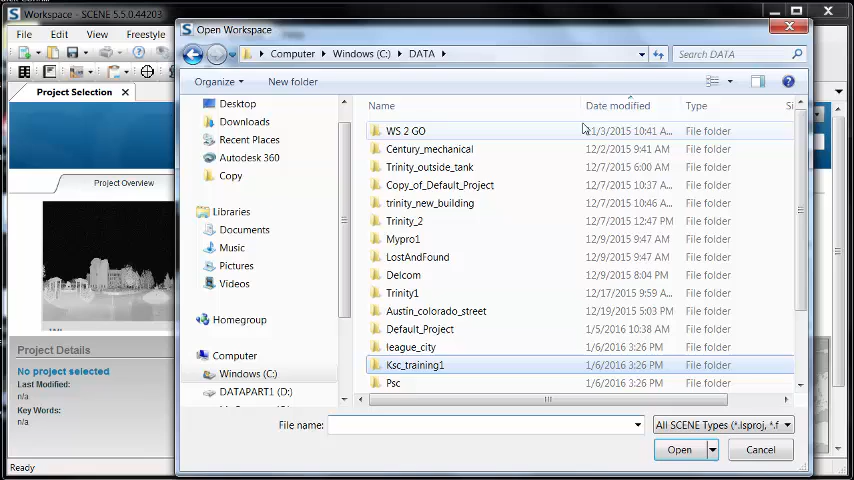 Workspace - SCENE 5.5.0.44203
Open Workspace
File
Edit
View
Freestyle
Computer
Windows (C:)
DATA
Search DATA
Organize
New folder
Project Selection
Desktop
Downloads
Recent Places
Autodesk 360
Copy
Libraries
Documents
Music
Pictures
Videos
Homegroup
Computer
Windows (C:)
DATAPART1 (D:)
Name
Date modified
Type
Si
WS 2 GO
11/3/2015 10:41 A...
File folder
Century_mechanical
12/2/2015 9:41 AM
File folder
Trinity_outside_tank
12/7/2015 6:00 AM
File folder
Copy_of_Default_Project
12/7/2015 10:37 A...
File folder
trinity_new_building
12/7/2015 10:46 A...
File folder
Trinity_2
12/7/2015 12:47 PM
File folder
Mypro1
12/9/2015 9:47 AM
File folder
LostAndFound
12/9/2015 9:47 AM
File folder
Delcom
12/9/2015 8:04 PM
File folder
Trinity1
12/17/2015 9:59 A...
File folder
Austin_colorado_street
12/19/2015 5:03 PM
File folder
Default_Project
1/5/2016 10:38 AM
File folder
league_city
1/6/2016 3:26 PM
File folder
Ksc_training1
1/6/2016 3:26 PM
File folder
Psc
1/6/2016 3:26 PM
File folder
Project Overview
Project Details
No project selected
Last Modified:
n/a
Key Words:
n/a
File name:
All SCENE Types (*.lsproj, *.f
Open
Cancel
Ready